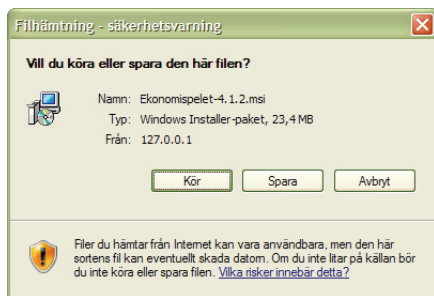 Filhämtning - säkerhetsvarning
Vill du köra eller spara den här filen?
Namn: Ekonomispelet-4.1.2.msi
Typ: Windows Installer-paket, 23,4 MB
Från: 127.0.0.1
Kör Spara Avbryt
Filer du hämtar från Internet kan vara användbara, men den här
sortens fil kan eventuellt skada datorn. Om du inte litar på källan bör
du inte köra eller spara filen. Vilka risker innebär detta?